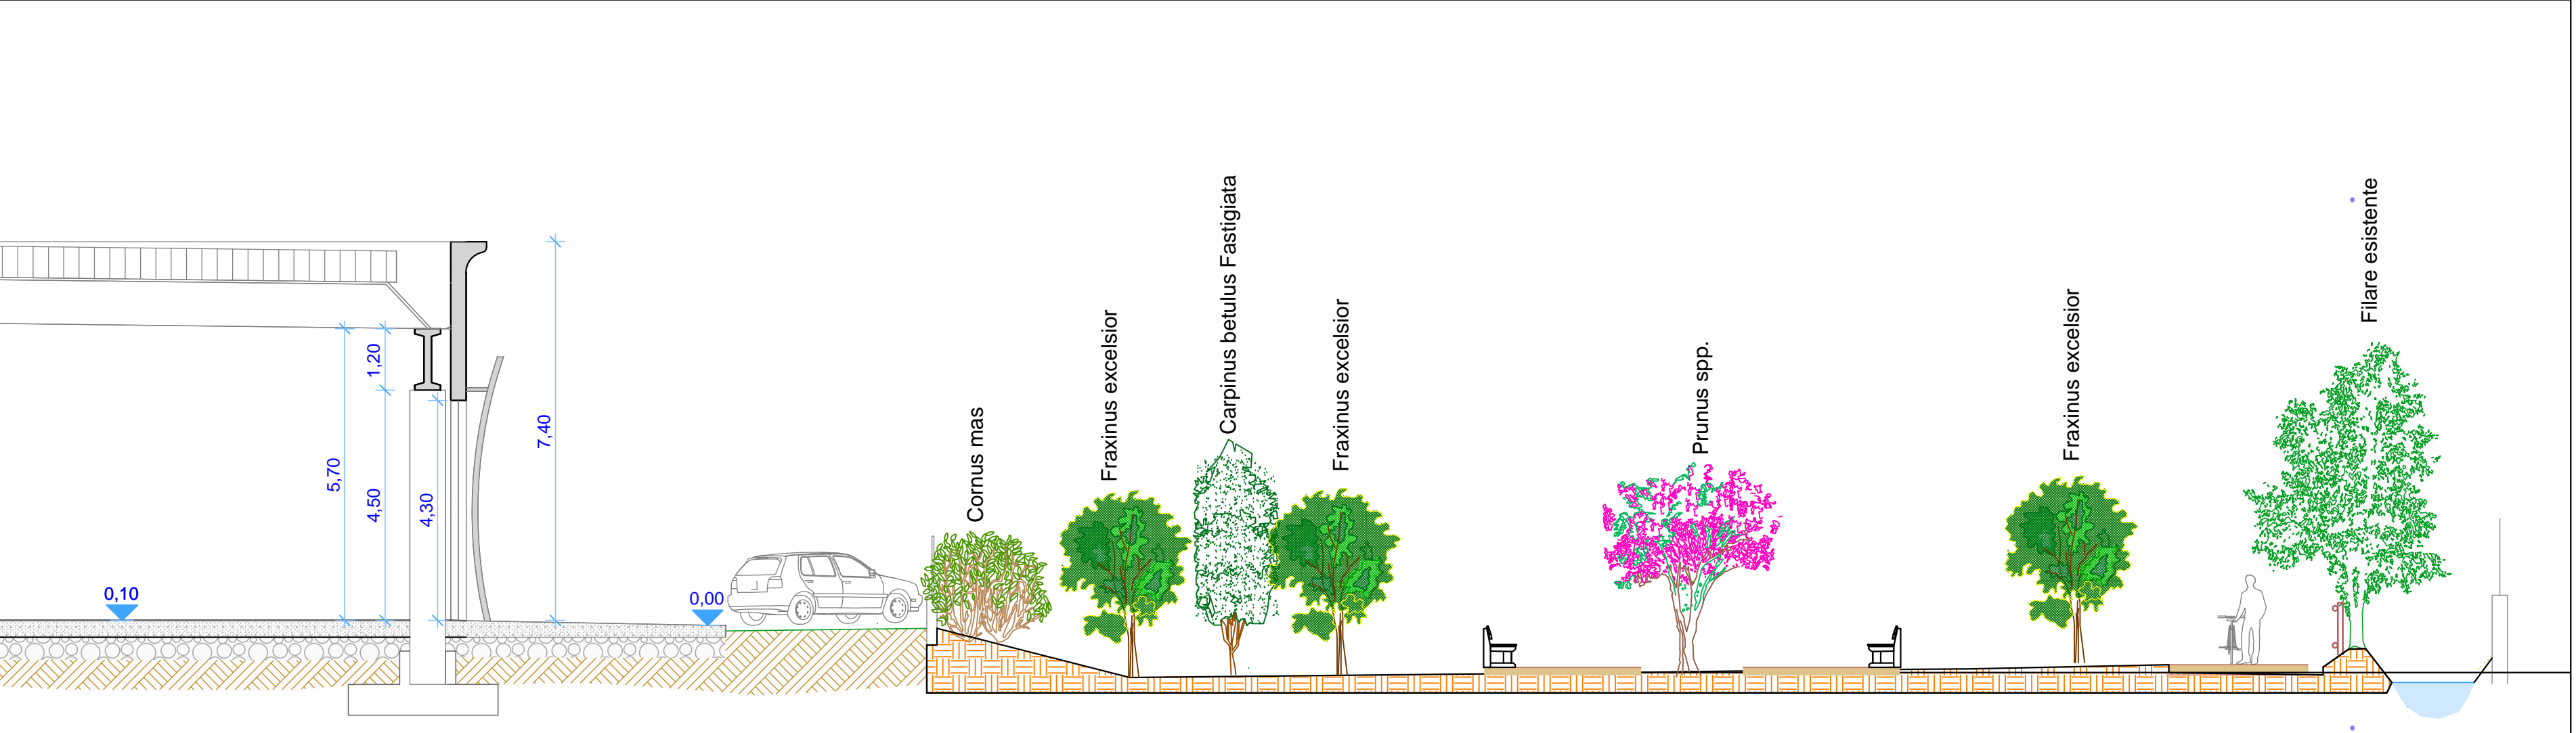 0,10
5,70
1,20
4,50
4,30
7,40
0,00
Cornus mas
Fraxinus excelsior
Carpinus betulus Fastigiata
Fraxinus excelsior
Prunus spp.
Fraxinus excelsior
Filare esistente